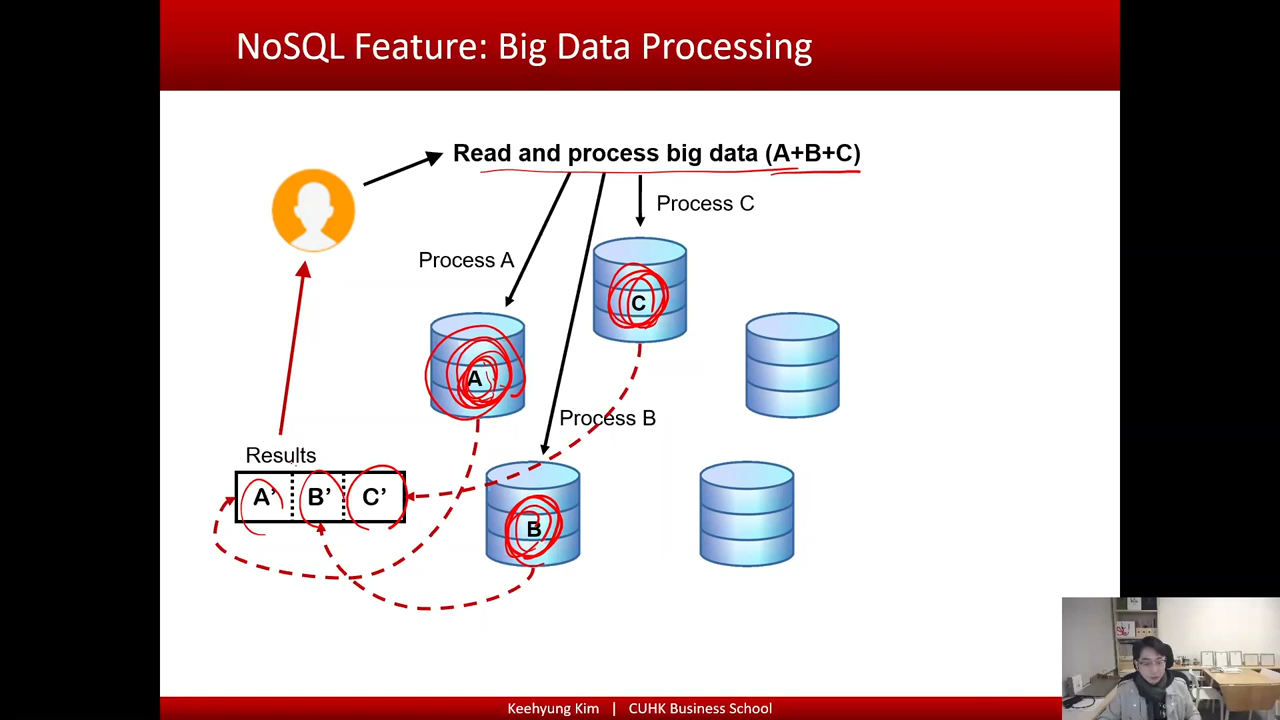 NoSQL Feature: Big Data Processing
Read and process big data (A+B+C)
Process C
Process A
C
A
Process B
Results
A’ B’ C’
B
Keehyung Kim | CUHK Business School